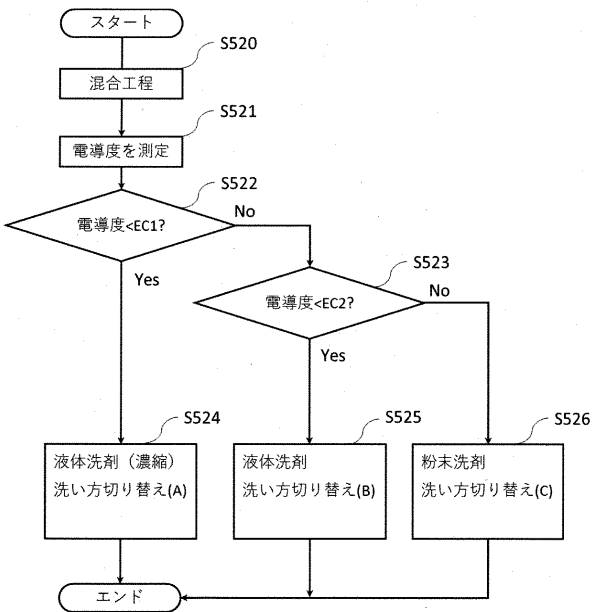 スタート
S520
混合工程
S521
電導度を測定
S522
電導度<EC1?
No
Yes
S523
電導度<EC2?
No
Yes
S524
液体洗剤（濃縮）
洗い方切り替え(A)
S525
液体洗剤
洗い方切り替え(B)
S526
粉末洗剤
洗い方切り替え(C)
エンド